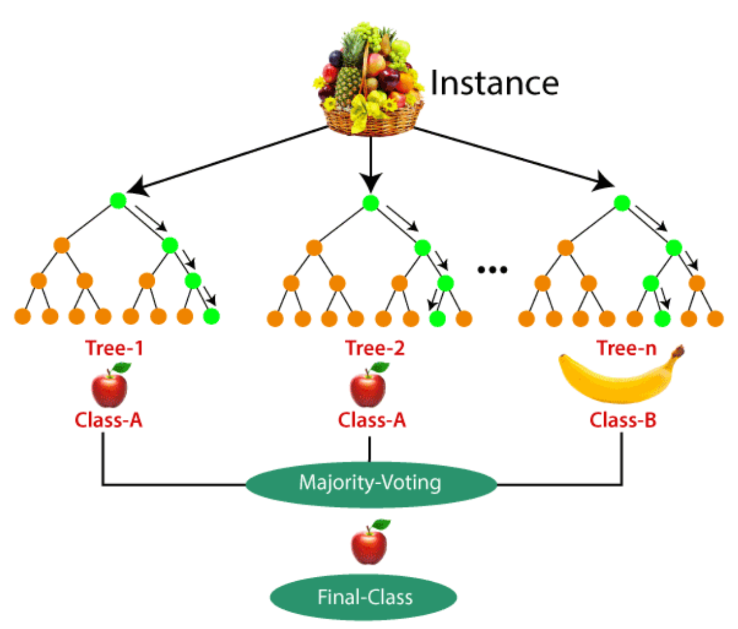 Instance
...
Tree-1
Tree-2
Tree-n
Class-A
Class-A
Class-B
Majority-Voting
Final-Class